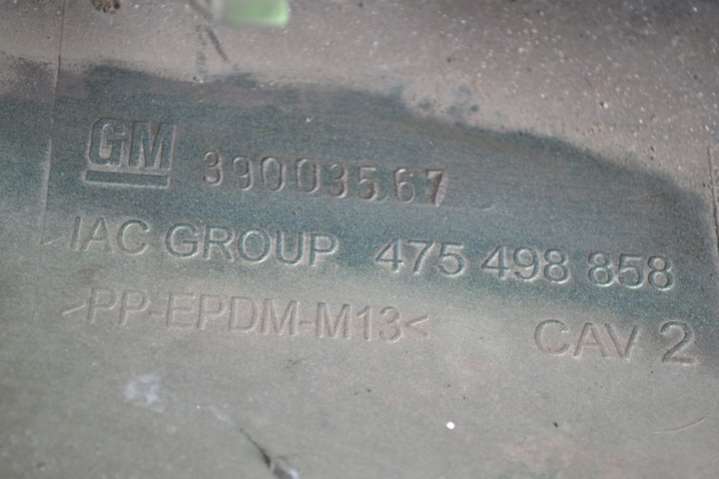 GM 39003567
IAC GROUP 475 498 858
>PP-EPDM-M13< CAV 2